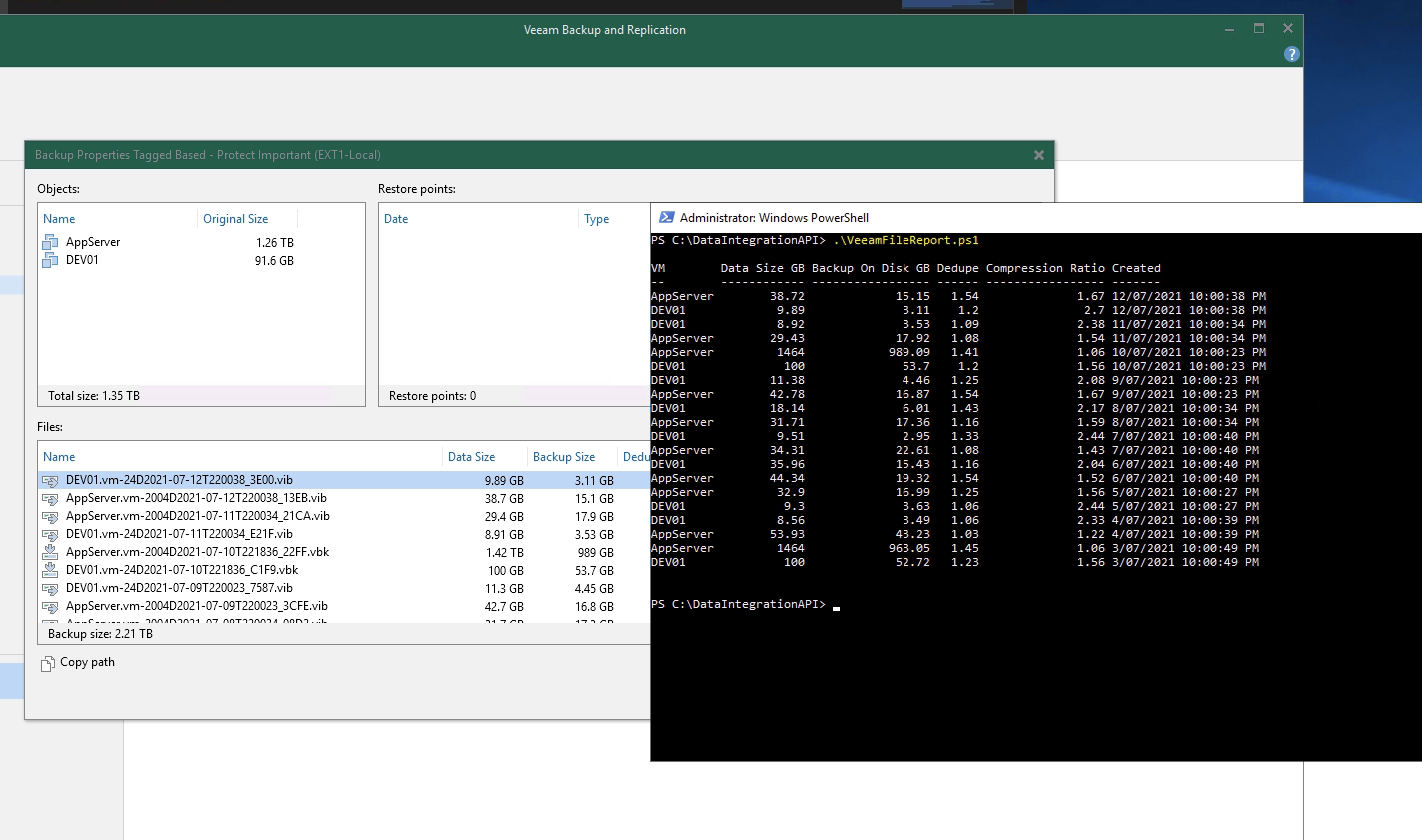 Veeam Backup and Replication
?
Backup Properties Tagged Based - Protect Important (EXT1-Local)
Objects:
Name Original Size
AppServer 1.26 TB
DEV01 91.6 GB
Total size: 1.35 TB
Restore points:
Date Type
Restore points: 0
Files:
Name Data Size Backup Size Dedu
DEV01.vm-24D2021-07-12T220038_3E00.vib 9.89 GB 3.11 GB
AppServer.vm-2004D2021-07-12T220038_13EB.vib 38.7 GB 15.1 GB
AppServer.vm-2004D2021-07-11T220034_21CA.vib 29.4 GB 17.9 GB
DEV01.vm-24D2021-07-11T220034_E21F.vib 8.91 GB 3.53 GB
AppServer.vm-2004D2021-07-10T221836_22FF.vbk 1.42 TB 989 GB
DEV01.vm-24D2021-07-10T221836_C1F9.vbk 100 GB 53.7 GB
DEV01.vm-24D2021-07-09T220023_7587.vib 11.3 GB 4.45 GB
AppServer.vm-2004D2021-07-09T220023_3CFE.vib 42.7 GB 16.8 GB
Backup size: 2.21 TB
Copy path
Administrator: Windows PowerShell
PS C:\DataIntegrationAPI> .\VeeamFileReport.ps1
VM Data Size GB Backup On Disk GB Dedupe Compression Ratio Created
-- ------------ ----------------- ------ ----------------- -------
AppServer 38.72 15.15 1.54 1.67 12/07/2021 10:00:38 PM
DEV01 9.89 3.11 1.2 2.7 12/07/2021 10:00:38 PM
DEV01 8.92 3.53 1.09 2.38 11/07/2021 10:00:34 PM
AppServer 29.43 17.92 1.08 1.54 11/07/2021 10:00:34 PM
AppServer 1464 989.09 1.41 1.06 10/07/2021 10:00:23 PM
DEV01 100 53.7 1.2 1.56 10/07/2021 10:00:23 PM
DEV01 11.38 4.46 1.25 2.08 9/07/2021 10:00:23 PM
AppServer 42.78 16.87 1.54 1.67 9/07/2021 10:00:23 PM
DEV01 18.14 6.01 1.43 2.17 8/07/2021 10:00:34 PM
AppServer 31.71 17.36 1.16 1.59 8/07/2021 10:00:34 PM
DEV01 9.51 2.95 1.33 2.44 7/07/2021 10:00:40 PM
AppServer 34.31 22.61 1.08 1.43 7/07/2021 10:00:40 PM
DEV01 35.96 15.43 1.16 2.04 6/07/2021 10:00:40 PM
AppServer 44.34 19.32 1.54 1.52 6/07/2021 10:00:40 PM
AppServer 32.9 16.99 1.25 1.56 5/07/2021 10:00:27 PM
DEV01 9.3 3.63 1.06 2.44 5/07/2021 10:00:27 PM
DEV01 8.56 3.49 1.06 2.33 4/07/2021 10:00:39 PM
AppServer 53.93 43.23 1.03 1.22 4/07/2021 10:00:39 PM
AppServer 1464 963.05 1.45 1.06 3/07/2021 10:00:49 PM
DEV01 100 52.72 1.23 1.56 3/07/2021 10:00:49 PM
PS C:\DataIntegrationAPI>